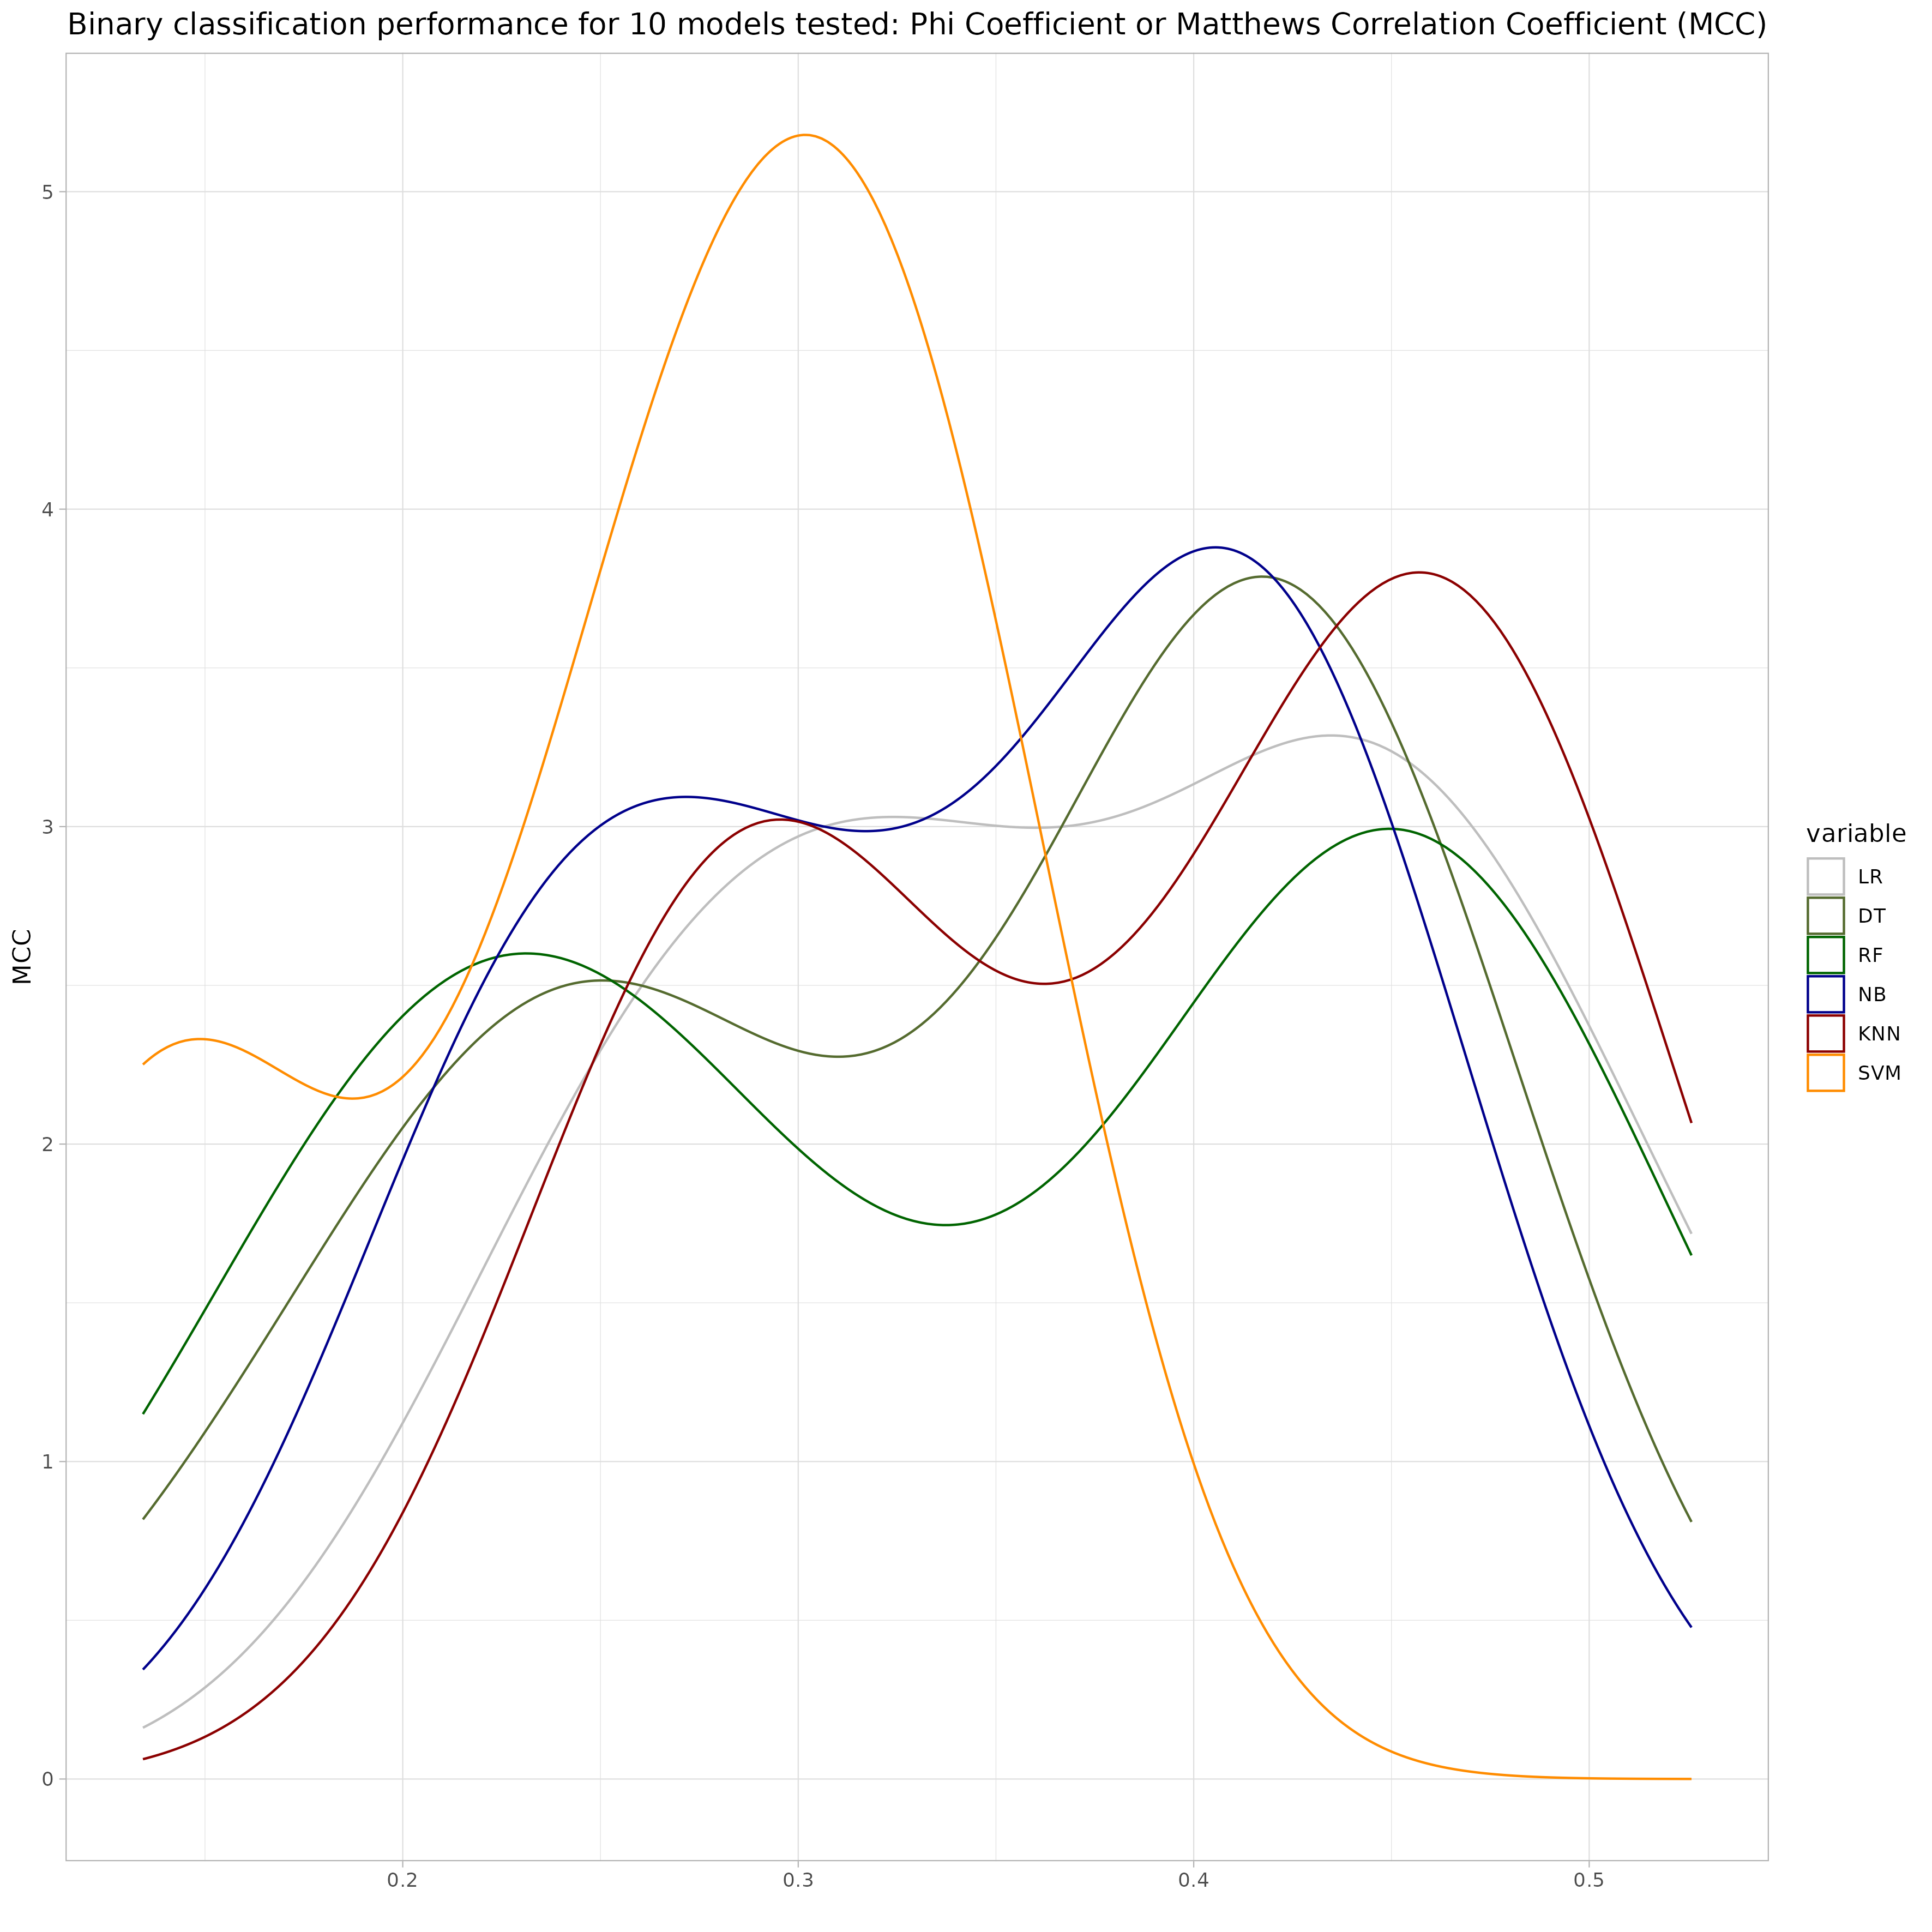 Binary classification performance for 10 models tested: Phi Coefficient or Matthews Correlation Coefficient (MCC)
5
4
3
2
1
0
MCC
0.2
0.3
0.4
0.5
variable
LR
DT
RF
NB
KNN
SVM